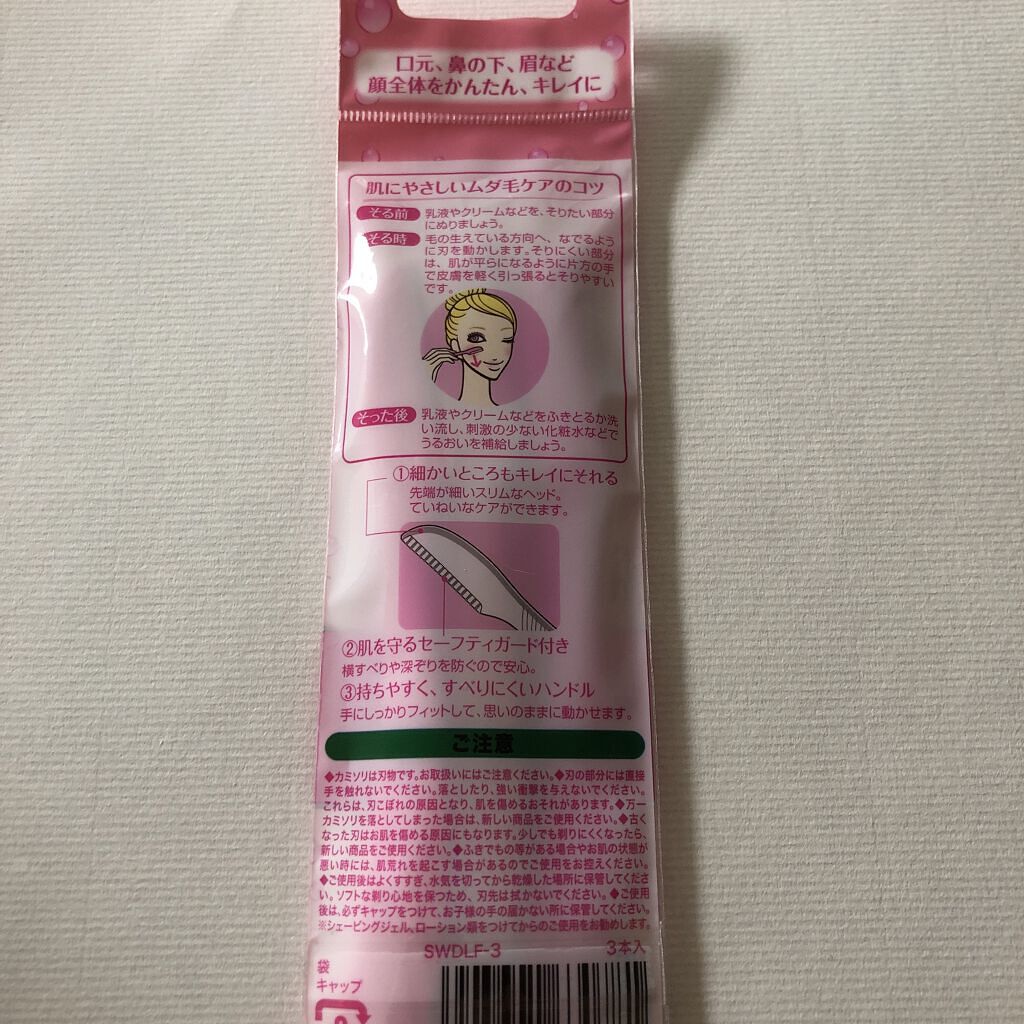 口元、鼻の下、眉など
顔全体をかんたん、キレイに
肌にやさしいムダ毛ケアのコツ
そる前 乳液やクリームなどを、そりたい部分
にぬりましょう。
そる時 毛の生えている方向へ、なでるよう
に刃を動かします。そりにくい部分
は、肌が平らになるように片方の手
で皮膚を軽く引っ張るとそりやすい
です。
そった後 乳液やクリームなどをふきとるか洗
い流し、刺激の少ない化粧水などで
うるおいを補給しましょう。
①細かいところもキレイにそれる
先端が細いスリムなヘッド。
ていねいなケアができます。
②肌を守るセーフティガード付き
横すべりや深ぞりを防ぐので安心。
③持ちやすく、すべりにくいハンドル
手にしっかりフィットして、思いのままに動かせます。
ご注意
◆カミソリは刃物です。お取扱いにはご注意ください。◆刃の部分には直接
手を触れないでください。落としたり、強い衝撃を与えないでください。
これらは、刃こぼれの原因となり、肌を傷めるおそれがあります。◆万一
カミソリを落としてしまった場合は、新しい商品をご使用ください。◆古く
なった刃はお肌を傷める原因にもなります。少しでも剃りにくくなったら、
新しい商品をご使用ください。◆ふきでもの等がある場合やお肌の状態が
悪い時には、肌荒れを起こす場合があるのでご使用をお控えください。
◆ご使用後はよくすすぎ、水気を切ってから乾燥した場所に保管してくださ
い。ソフトな剃り心地を保つため、刃先は拭かないでください。◆ご使用
後は、必ずキャップをつけて、お子様の手の届かない所に保管してください。
※シェービングジェル、ローション類をつけてからのご使用をお勧めします。
SWDLF-3 3本入
袋
キャップ